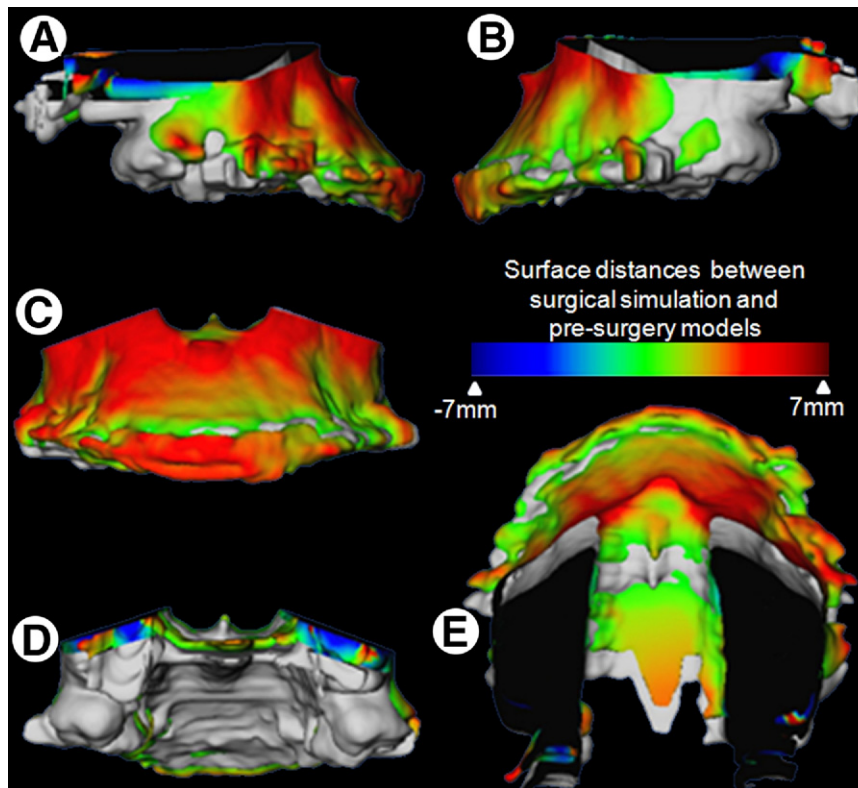 A
B
Surface distances between
surgical simulation and
pre-surgery models
-7mm
7mm
C
D
E